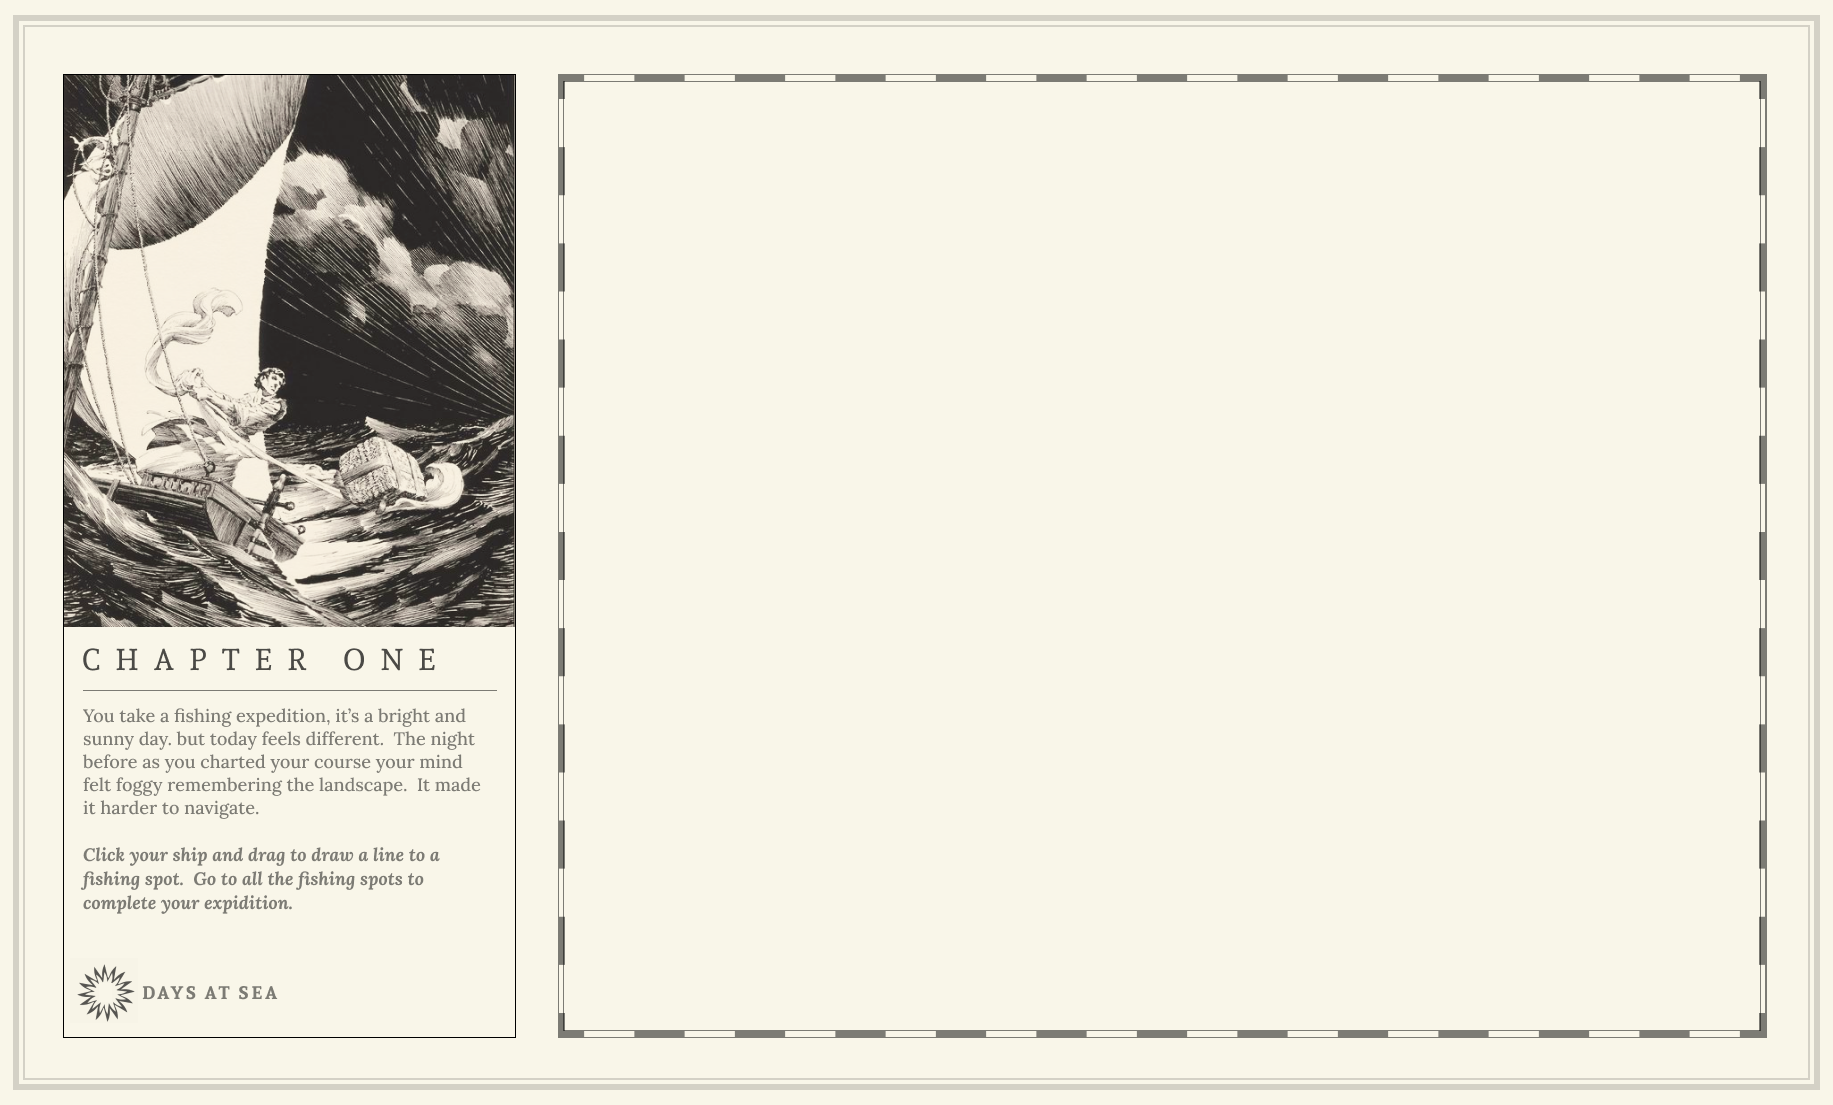 CHAPTER ONE
You take a fishing expedition, it’s a bright and
sunny day. but today feels different.  The night
before as you charted your course your mind
felt foggy remembering the landscape.  It made
it harder to navigate.
Click your ship and drag to draw a line to a
fishing spot.  Go to all the fishing spots to
complete your expidition.
DAYS AT SEA